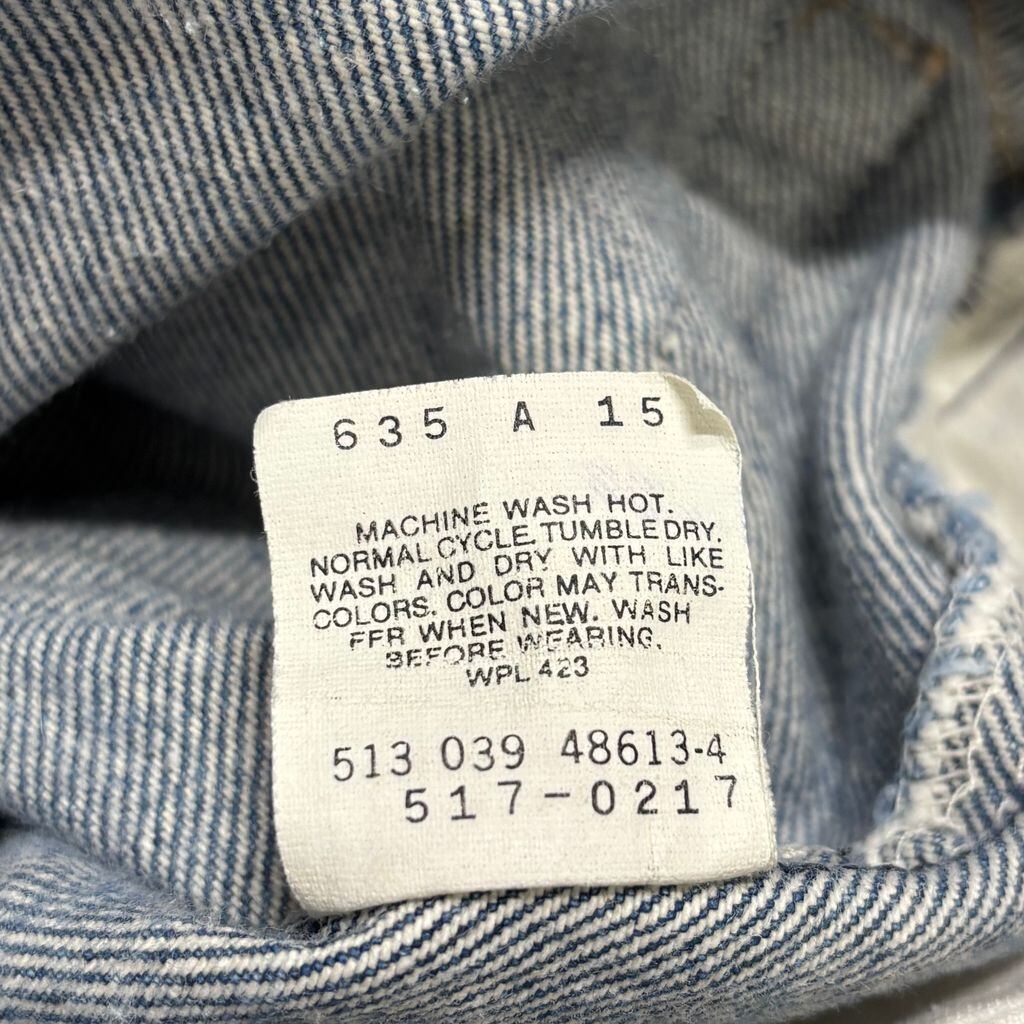 635 A 15
MACHINE WASH HOT.
NORMAL CYCLE. TUMBLE DRY.
WASH AND DRY WITH LIKE
COLORS. COLOR MAY TRANS-
FFR WHEN NEW. WASH
BEFORE WEARING.
WPL 423
513 039 48613-4
517-0217